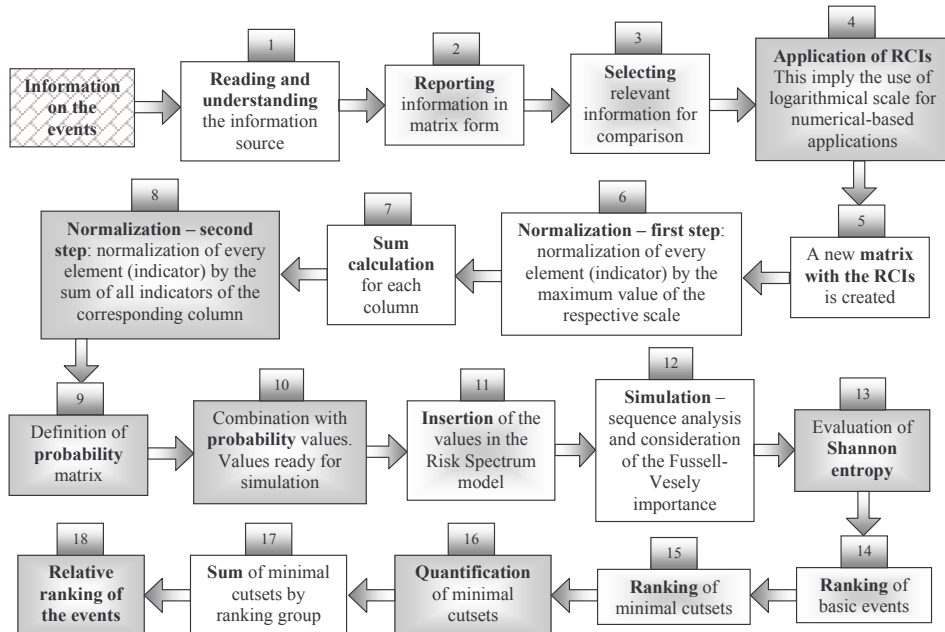 Information
on the
events
1
Reading and
understanding
the information
source
2
Reporting
information in
matrix form
3
Selecting
relevant
information for
comparison
4
Application of RCIs
This imply the use of
logarithmical scale for
numerical-based
applications
5
A new matrix
with the RCIs
is created
6
Normalization – first step:
normalization of every
element (indicator) by the
maximum value of the
respective scale
7
Sum
calculation
for each
column
8
Normalization – second
step: normalization of every
element (indicator) by the
sum of all indicators of the
corresponding column
9
Definition of
probability
matrix
10
Combination with
probability values.
Values ready for
simulation
11
Insertion of the
values in the
Risk Spectrum
model
12
Simulation –
sequence analysis
and consideration
of the Fussell-
Vesely
importance
13
Evaluation of
Shannon
entropy
14
Ranking of
basic events
15
Ranking of
minimal cutsets
16
Quantification
of minimal
cutsets
17
Sum of minimal
cutsets by
ranking group
18
Relative
ranking of
the events